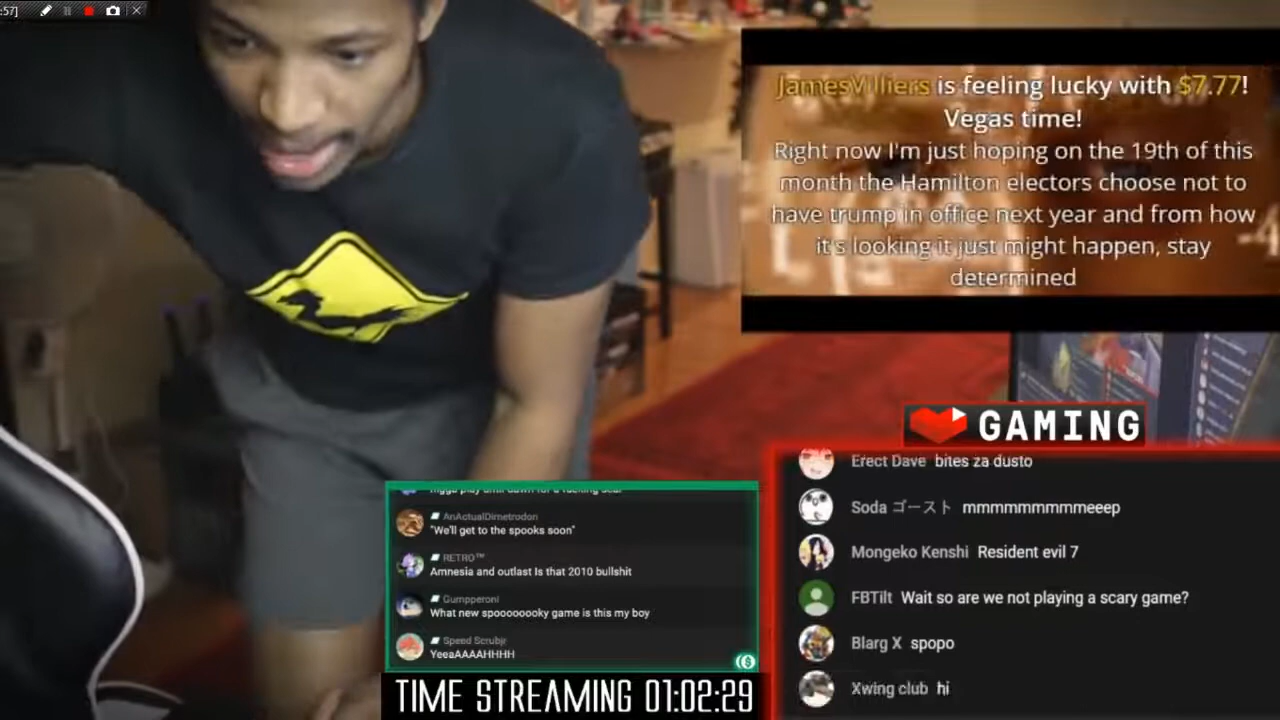 :57]
JamesVilliers is feeling lucky with $7.77!
Vegas time!
Right now I'm just hoping on the 19th of this
month the Hamilton electors choose not to
have trump in office next year and from how
it's looking it just might happen, stay
determined
GAMING
Erect Dave bites za dusto
Soda ゴースト mmmmmmmmmeeep
Mongeko Kenshi Resident evil 7
FBTilt Wait so are we not playing a scary game?
Blarg X spopo
Xwing club hi
AnActualDimetrodon
"We'll get to the spooks soon"
RETRO™
Amnesia and outlast Is that 2010 bullshit
Gumpperoni
What new spoooooooky game is this my boy
Speed Scrubjr
YeeaAAAAHHHH
TIME STREAMING 01:02:29